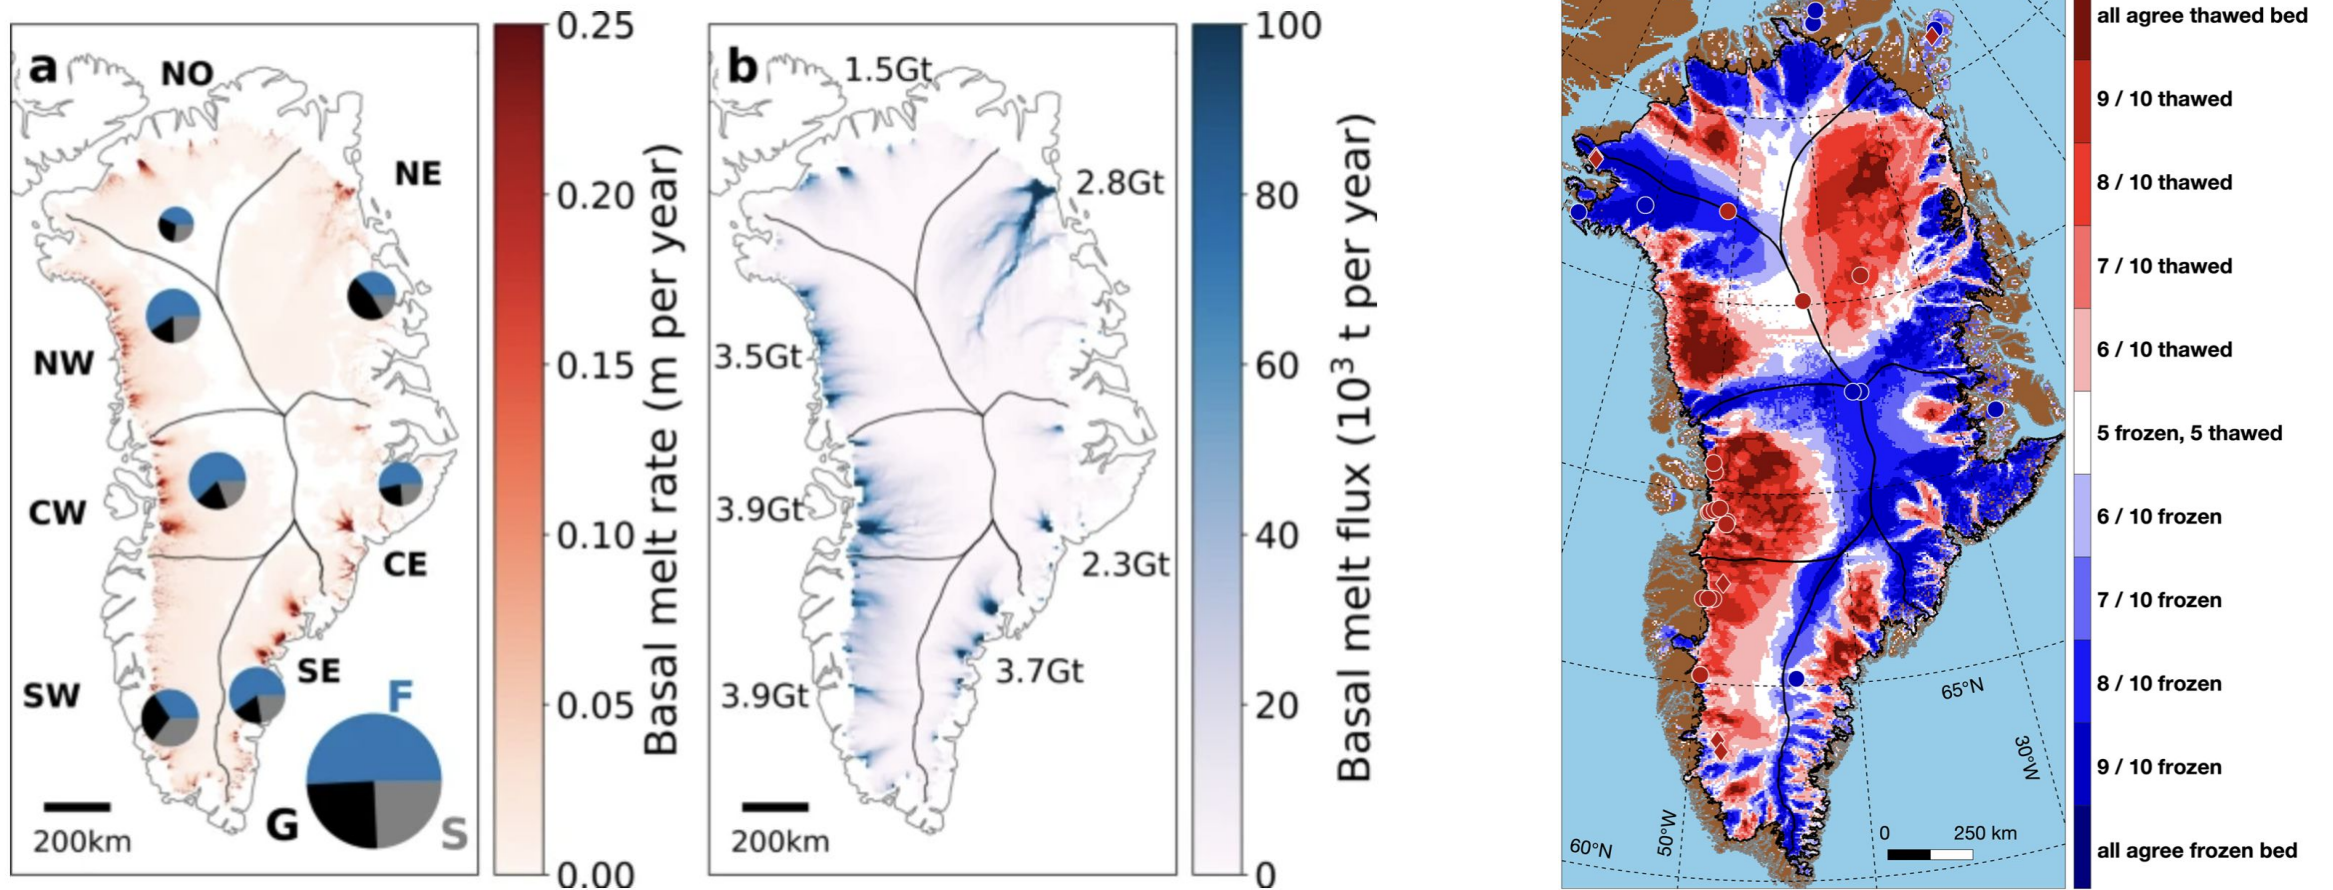 a
NO
NE
NW
CW
CE
SE
SW
F
G
S
200km
0.25
0.20
0.15
0.10
0.05
0.00
Basal melt rate (m per year)
b
1.5Gt
2.8Gt
3.5Gt
3.9Gt
2.3Gt
3.7Gt
3.9Gt
200km
100
80
60
40
20
0
Basal melt flux (10³ t per year)
65°N
30°W
50°W
60°N
0 250 km
all agree thawed bed
9 / 10 thawed
8 / 10 thawed
7 / 10 thawed
6 / 10 thawed
5 frozen, 5 thawed
6 / 10 frozen
7 / 10 frozen
8 / 10 frozen
9 / 10 frozen
all agree frozen bed